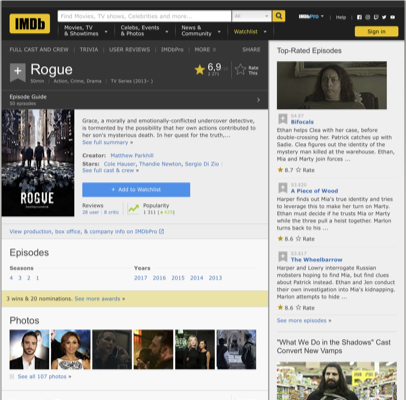 IMDb
Find Movies, TV shows, Celebrities and more...
All
IMDbPro
Help
Movies, TV & Showtimes
Celebs, Events & Photos
News & Community
Watchlist
Sign in
FULL CAST AND CREW | TRIVIA | USER REVIEWS | IMDbPro | MORE
SHARE
Rogue
50min | Action, Crime, Drama | TV Series (2013– )
6,9
Rate This
Episode Guide
50 episodes
ROGUE
Grace, a morally and emotionally-conflicted undercover detective,
is tormented by the possibility that her own actions contributed to
her son's mysterious death. In her quest for the truth,...
See full summary »
Creator: Matthew Parkhill
Stars: Cole Hauser, Thandie Newton, Sergio Di Zio |
See full cast & crew »
+ Add to Watchlist
Reviews
28 user | 8 critic
Popularity
View production, box office, & company info on IMDbPro
Episodes
Seasons
4 3 2 1
Years
2017 2016 2015 2014 2013
3 wins & 20 nominations. See more awards »
Photos
See all 107 photos »
Top-Rated Episodes
Bifocals
Ethan helps Clea with her case, before
double-crossing her. Patrick catches up with
Sadie. Clea figures out the identity of the
mystery man killed at the warehouse. Ethan,
Mia and Marty join forces ...
8.7 Rate
A Piece of Wood
Harper finds out Mia's true identity and tries
to leverage this to make her turn on Marty.
Ethan must decide if he trusts Mia or Marty
while the three pull a heist together. Marlon
turns back to his ...
8.6 Rate
The Wheelbarrow
Harper and Lowry interrogate Russian
mobsters hoping to find Mia, but find clues
about Patrick instead. Ethan and Jen conduct
their own investigation into Mia's kidnapping.
Marlon attempts to hide ...
8.6 Rate
See more episodes »
"What We Do in the Shadows" Cast
Convert New Vamps